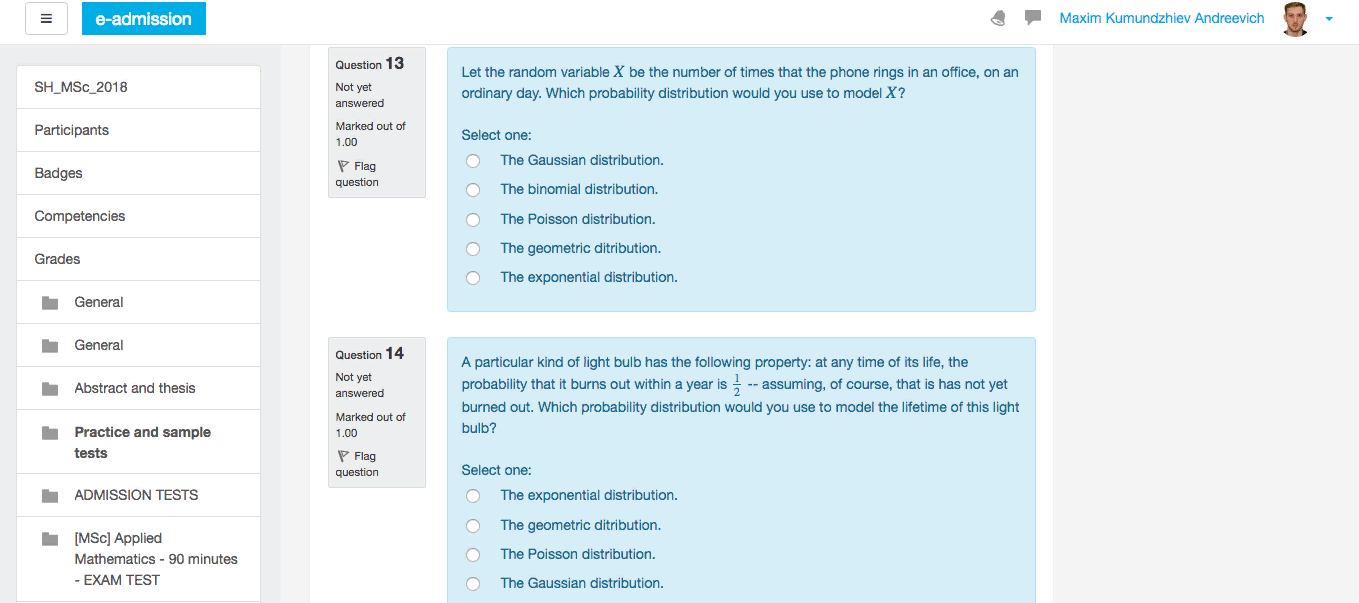 e-admission
Maxim Kumundzhiev Andreevich
SH_MSc_2018
Participants
Badges
Competencies
Grades
General
General
Abstract and thesis
Practice and sample
tests
ADMISSION TESTS
[MSc] Applied
Mathematics - 90 minutes
- EXAM TEST
Question 13
Not yet
answered
Marked out of
1.00
Flag
question
Let the random variable X be the number of times that the phone rings in an office, on an
ordinary day. Which probability distribution would you use to model X?
Select one:
The Gaussian distribution.
The binomial distribution.
The Poisson distribution.
The geometric ditribution.
The exponential distribution.
Question 14
Not yet
answered
Marked out of
1.00
Flag
question
A particular kind of light bulb has the following property: at any time of its life, the
probability that it burns out within a year is 1/2 -- assuming, of course, that is has not yet
burned out. Which probability distribution would you use to model the lifetime of this light
bulb?
Select one:
The exponential distribution.
The geometric ditribution.
The Poisson distribution.
The Gaussian distribution.